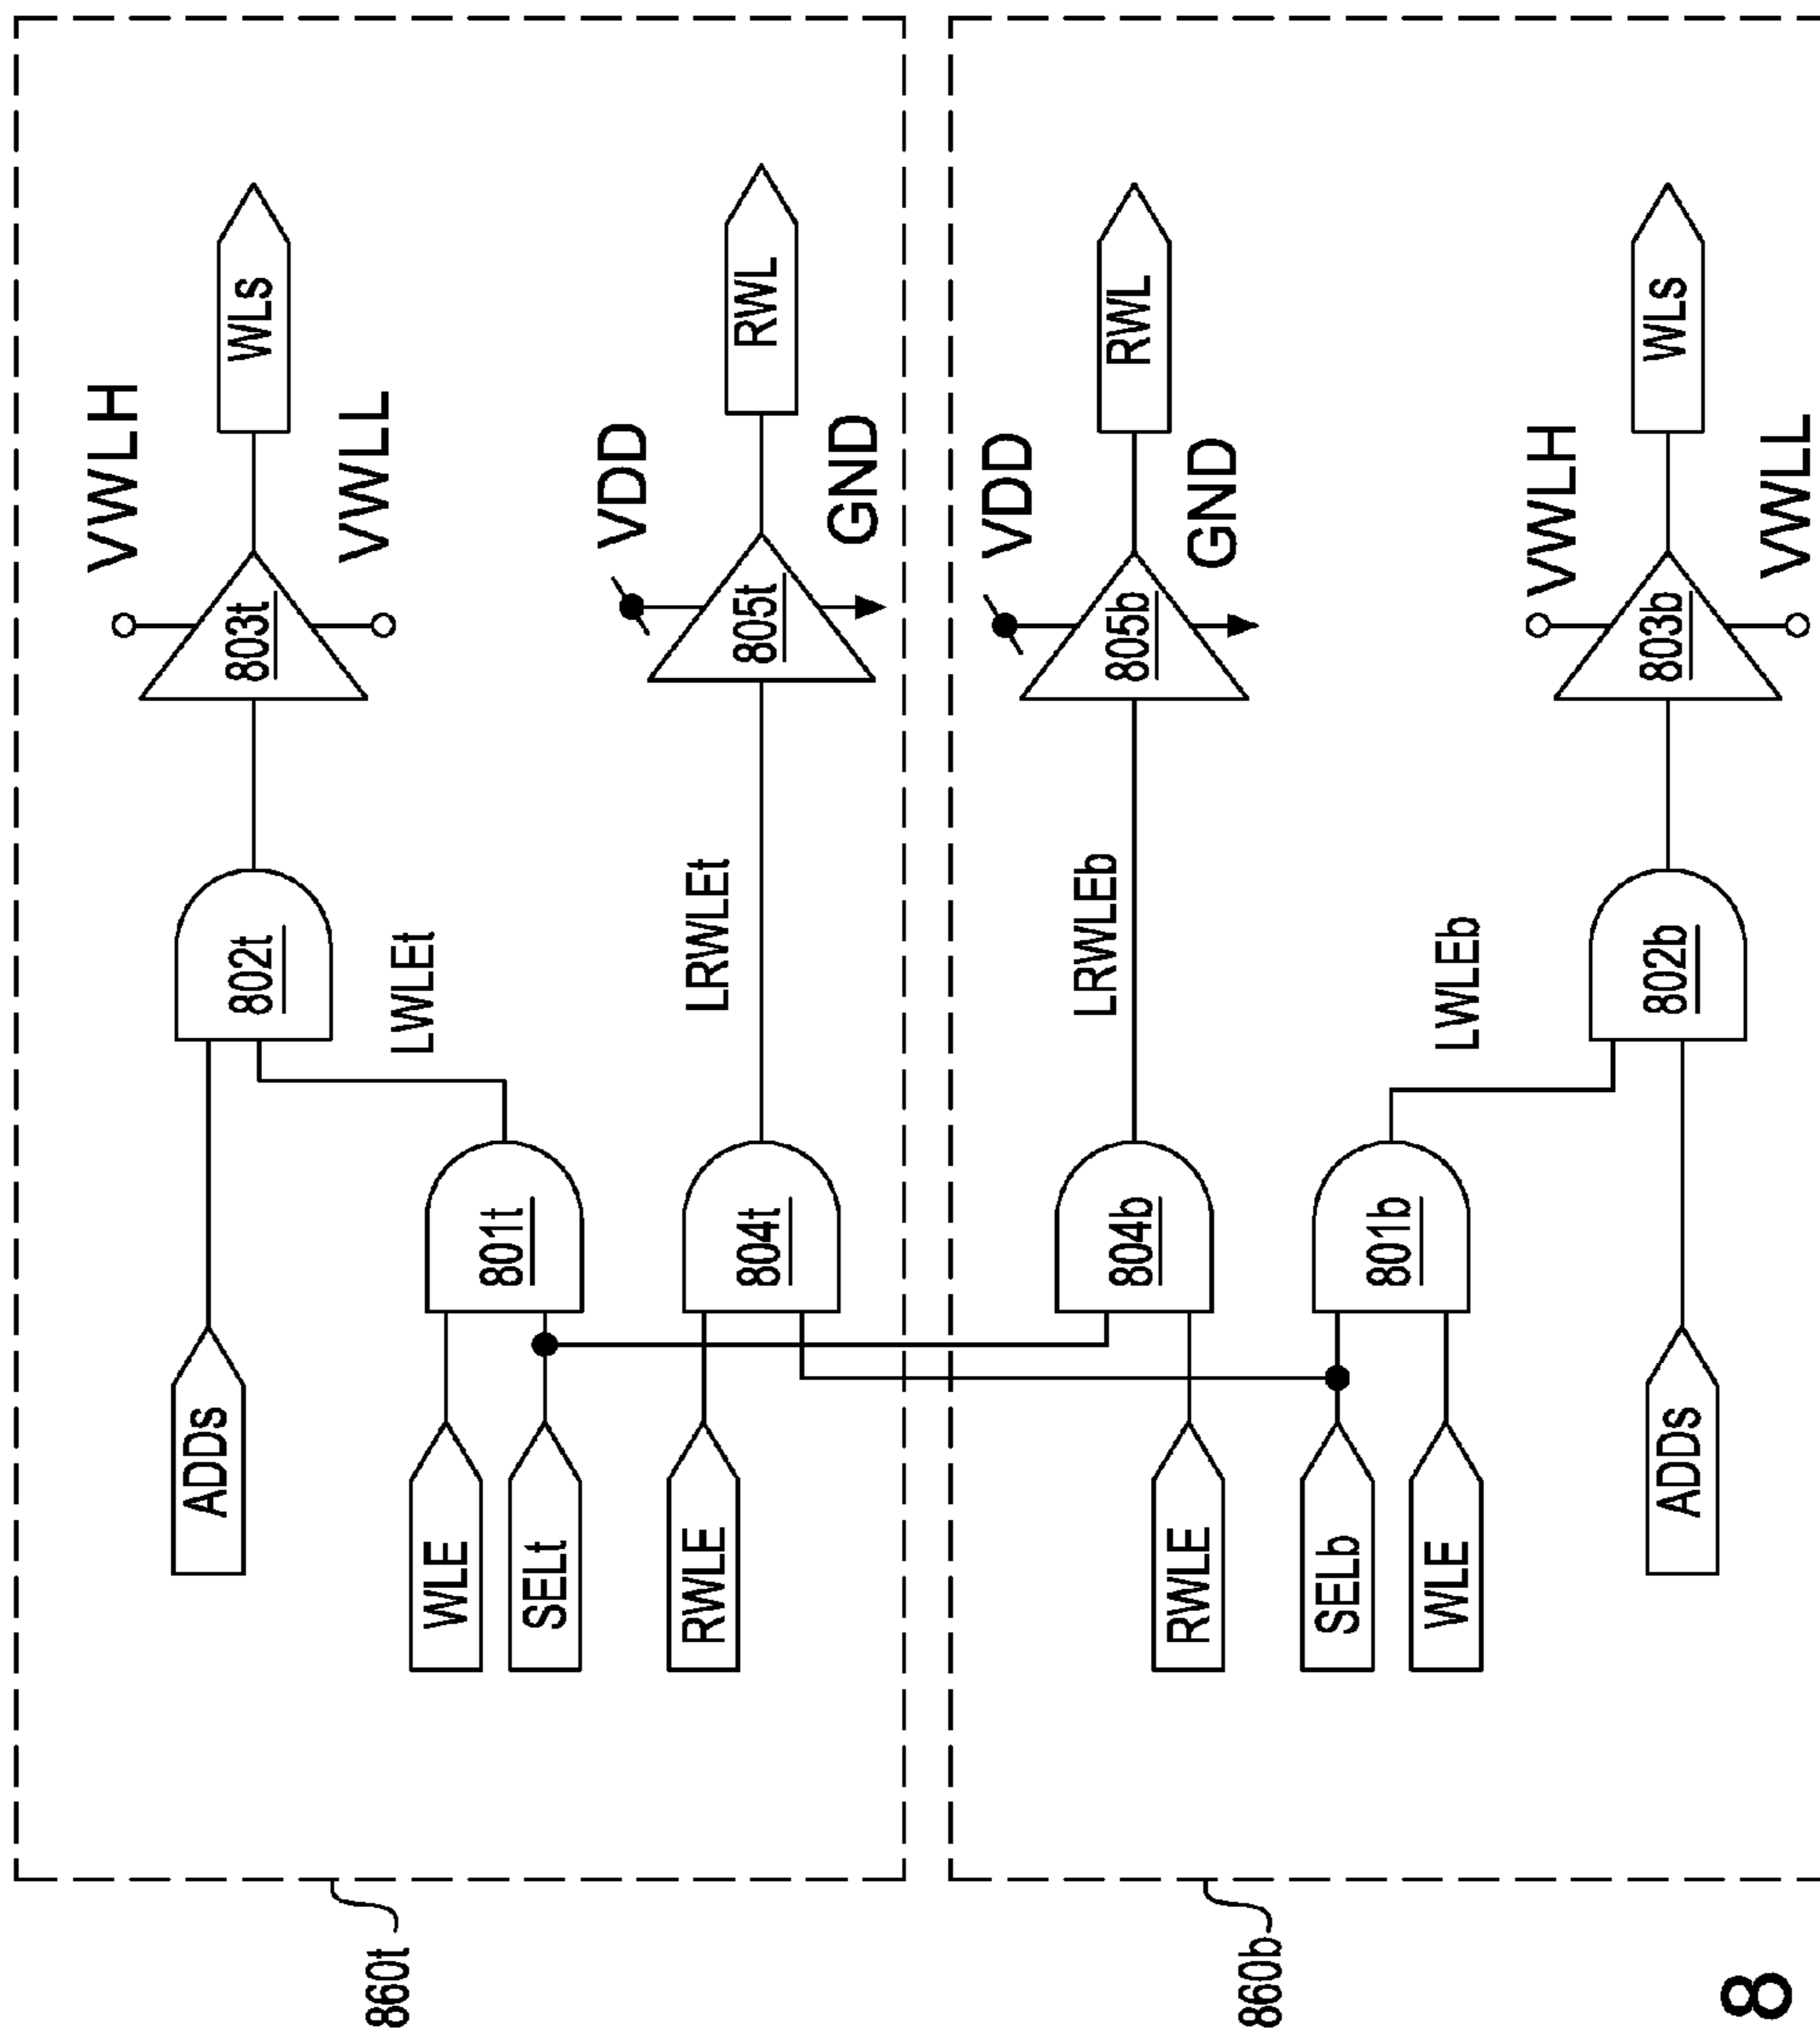 860t
ADDs
802t
803t
VWLH
VWLL
WLs
WLE
SELt
801t
LWLEt
RWLE
804t
LRWLEt
805t
VDD
GND
RWL
860b
RWLE
804b
LRWLEb
805b
VDD
GND
RWL
SELb
WLE
801b
LWLEb
ADDs
802b
803b
VWLH
VWLL
WLs
8